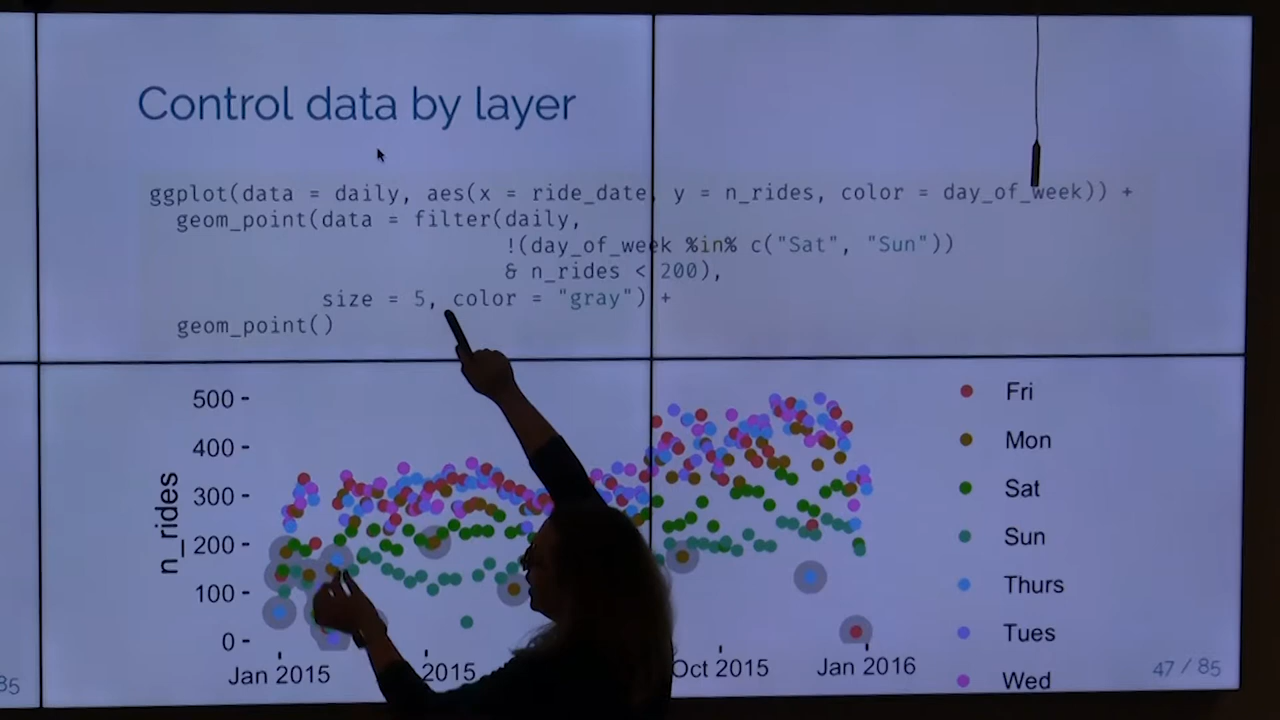 Control data by layer
ggplot(data = daily, aes(x = ride_date, y = n_rides, color = day_of_week)) +
geom_point(data = filter(daily,
!(day_of_week %in% c("Sat", "Sun"))
& n_rides < 200),
size = 5, color = "gray") +
geom_point()
n_rides
500
400
300
200
100
0
Jan 2015
2015
Oct 2015
Jan 2016
Fri
Mon
Sat
Sun
Thurs
Tues
Wed
85
47 / 85